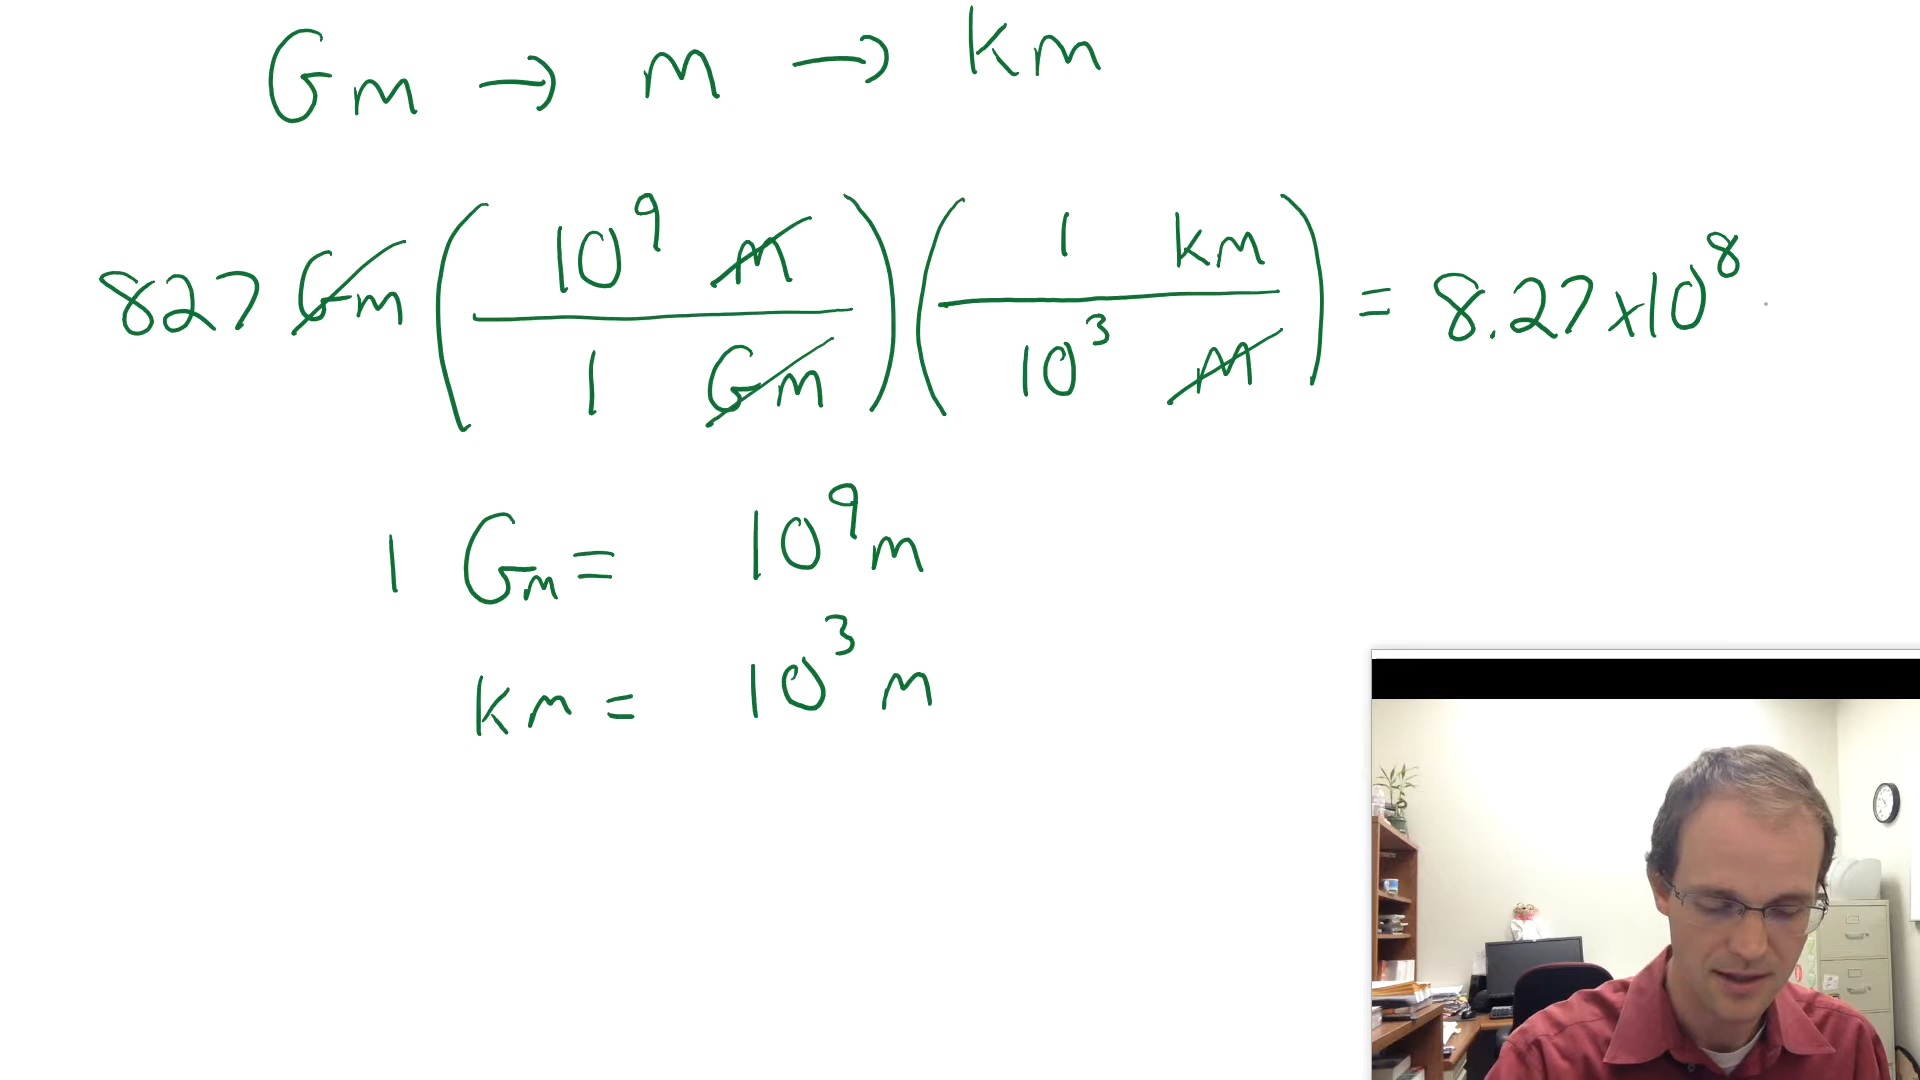 Gm → m → km
827 Gm ( 10^9 m / 1 Gm ) ( 1 km / 10^3 m ) = 8.27 x 10^8
1 Gm = 10^9 m
km = 10^3 m